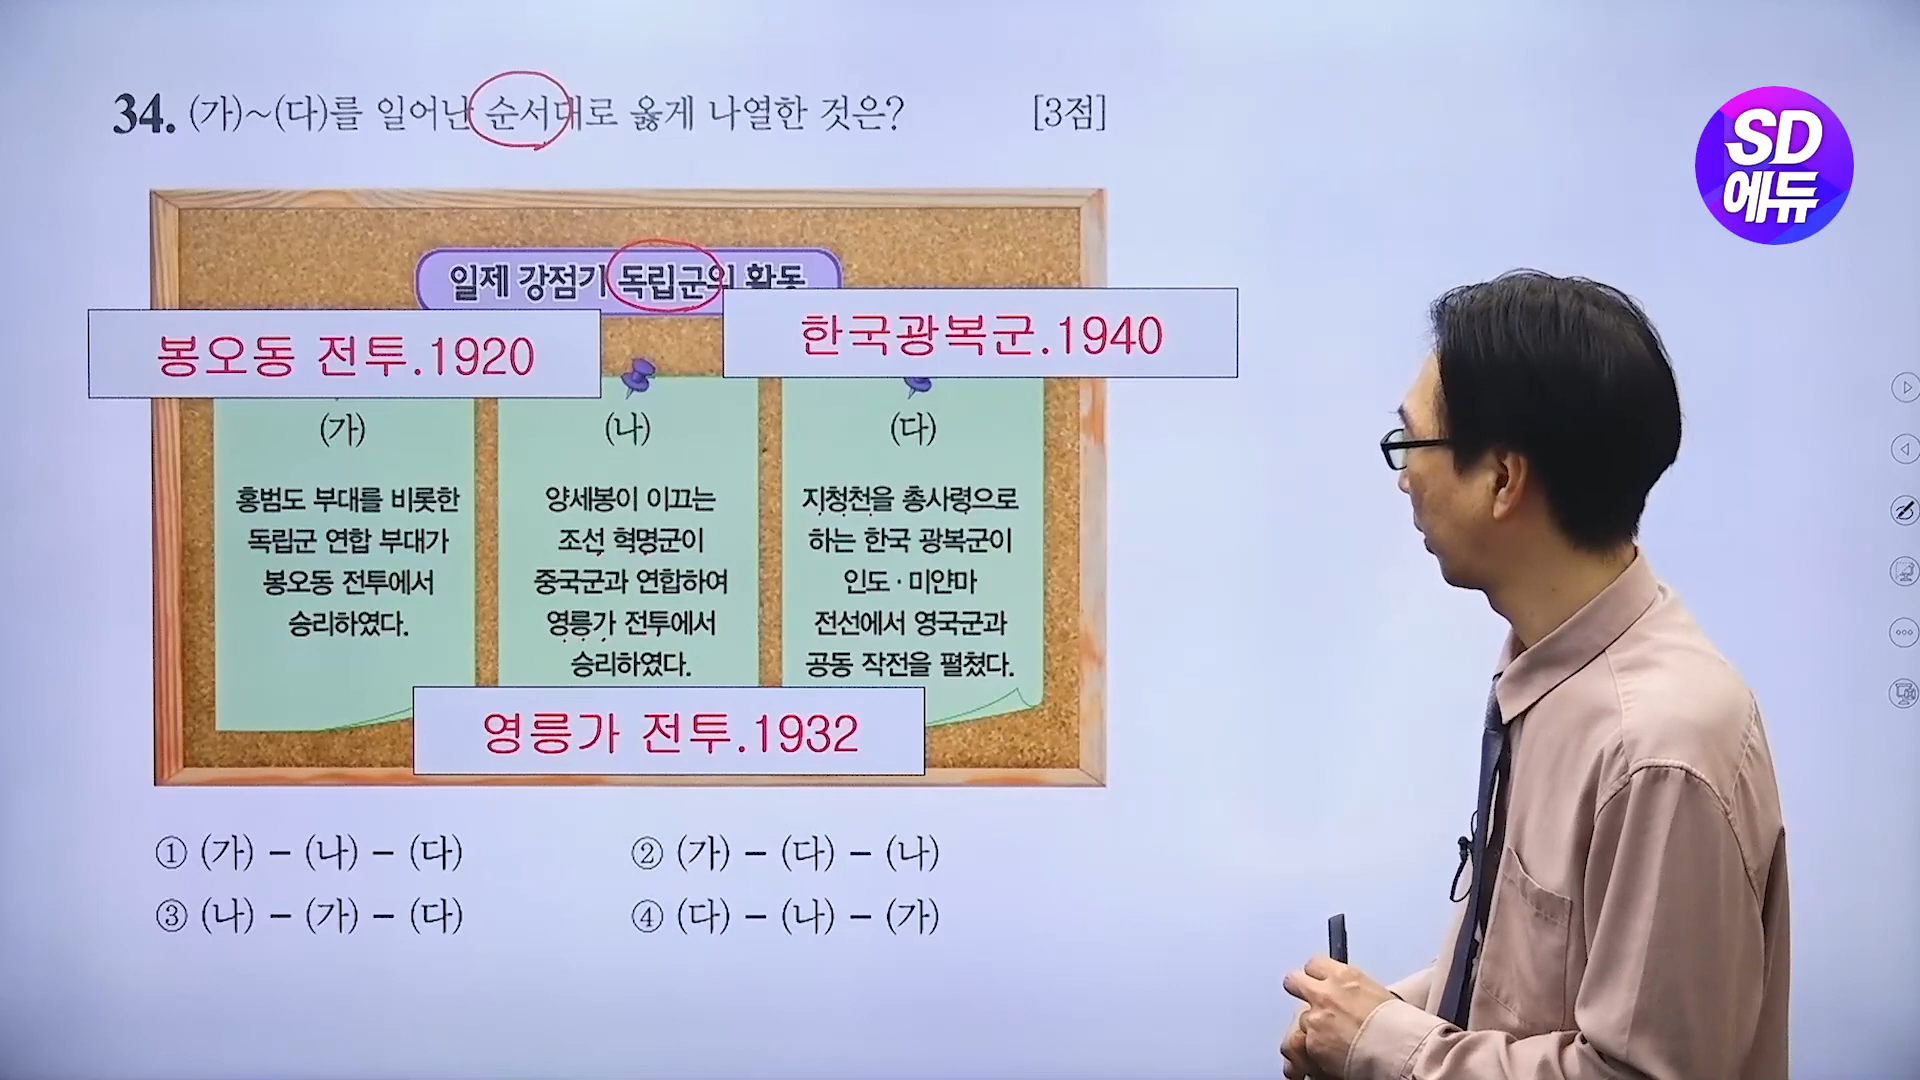 34. (가)~(다)를 일어난 순서대로 옳게 나열한 것은? [3점]
SD
에듀
일제 강점기 독립군의 활동
봉오동 전투.1920
한국광복군.1940
(가)
홍범도 부대를 비롯한
독립군 연합 부대가
봉오동 전투에서
승리하였다.
(나)
양세봉이 이끄는
조선 혁명군이
중국군과 연합하여
영릉가 전투에서
승리하였다.
(다)
지청천을 총사령으로
하는 한국 광복군이
인도·미얀마
전선에서 영국군과
공동 작전을 펼쳤다.
영릉가 전투.1932
① (가) – (나) – (다)
② (가) – (다) – (나)
③ (나) – (가) – (다)
④ (다) – (나) – (가)